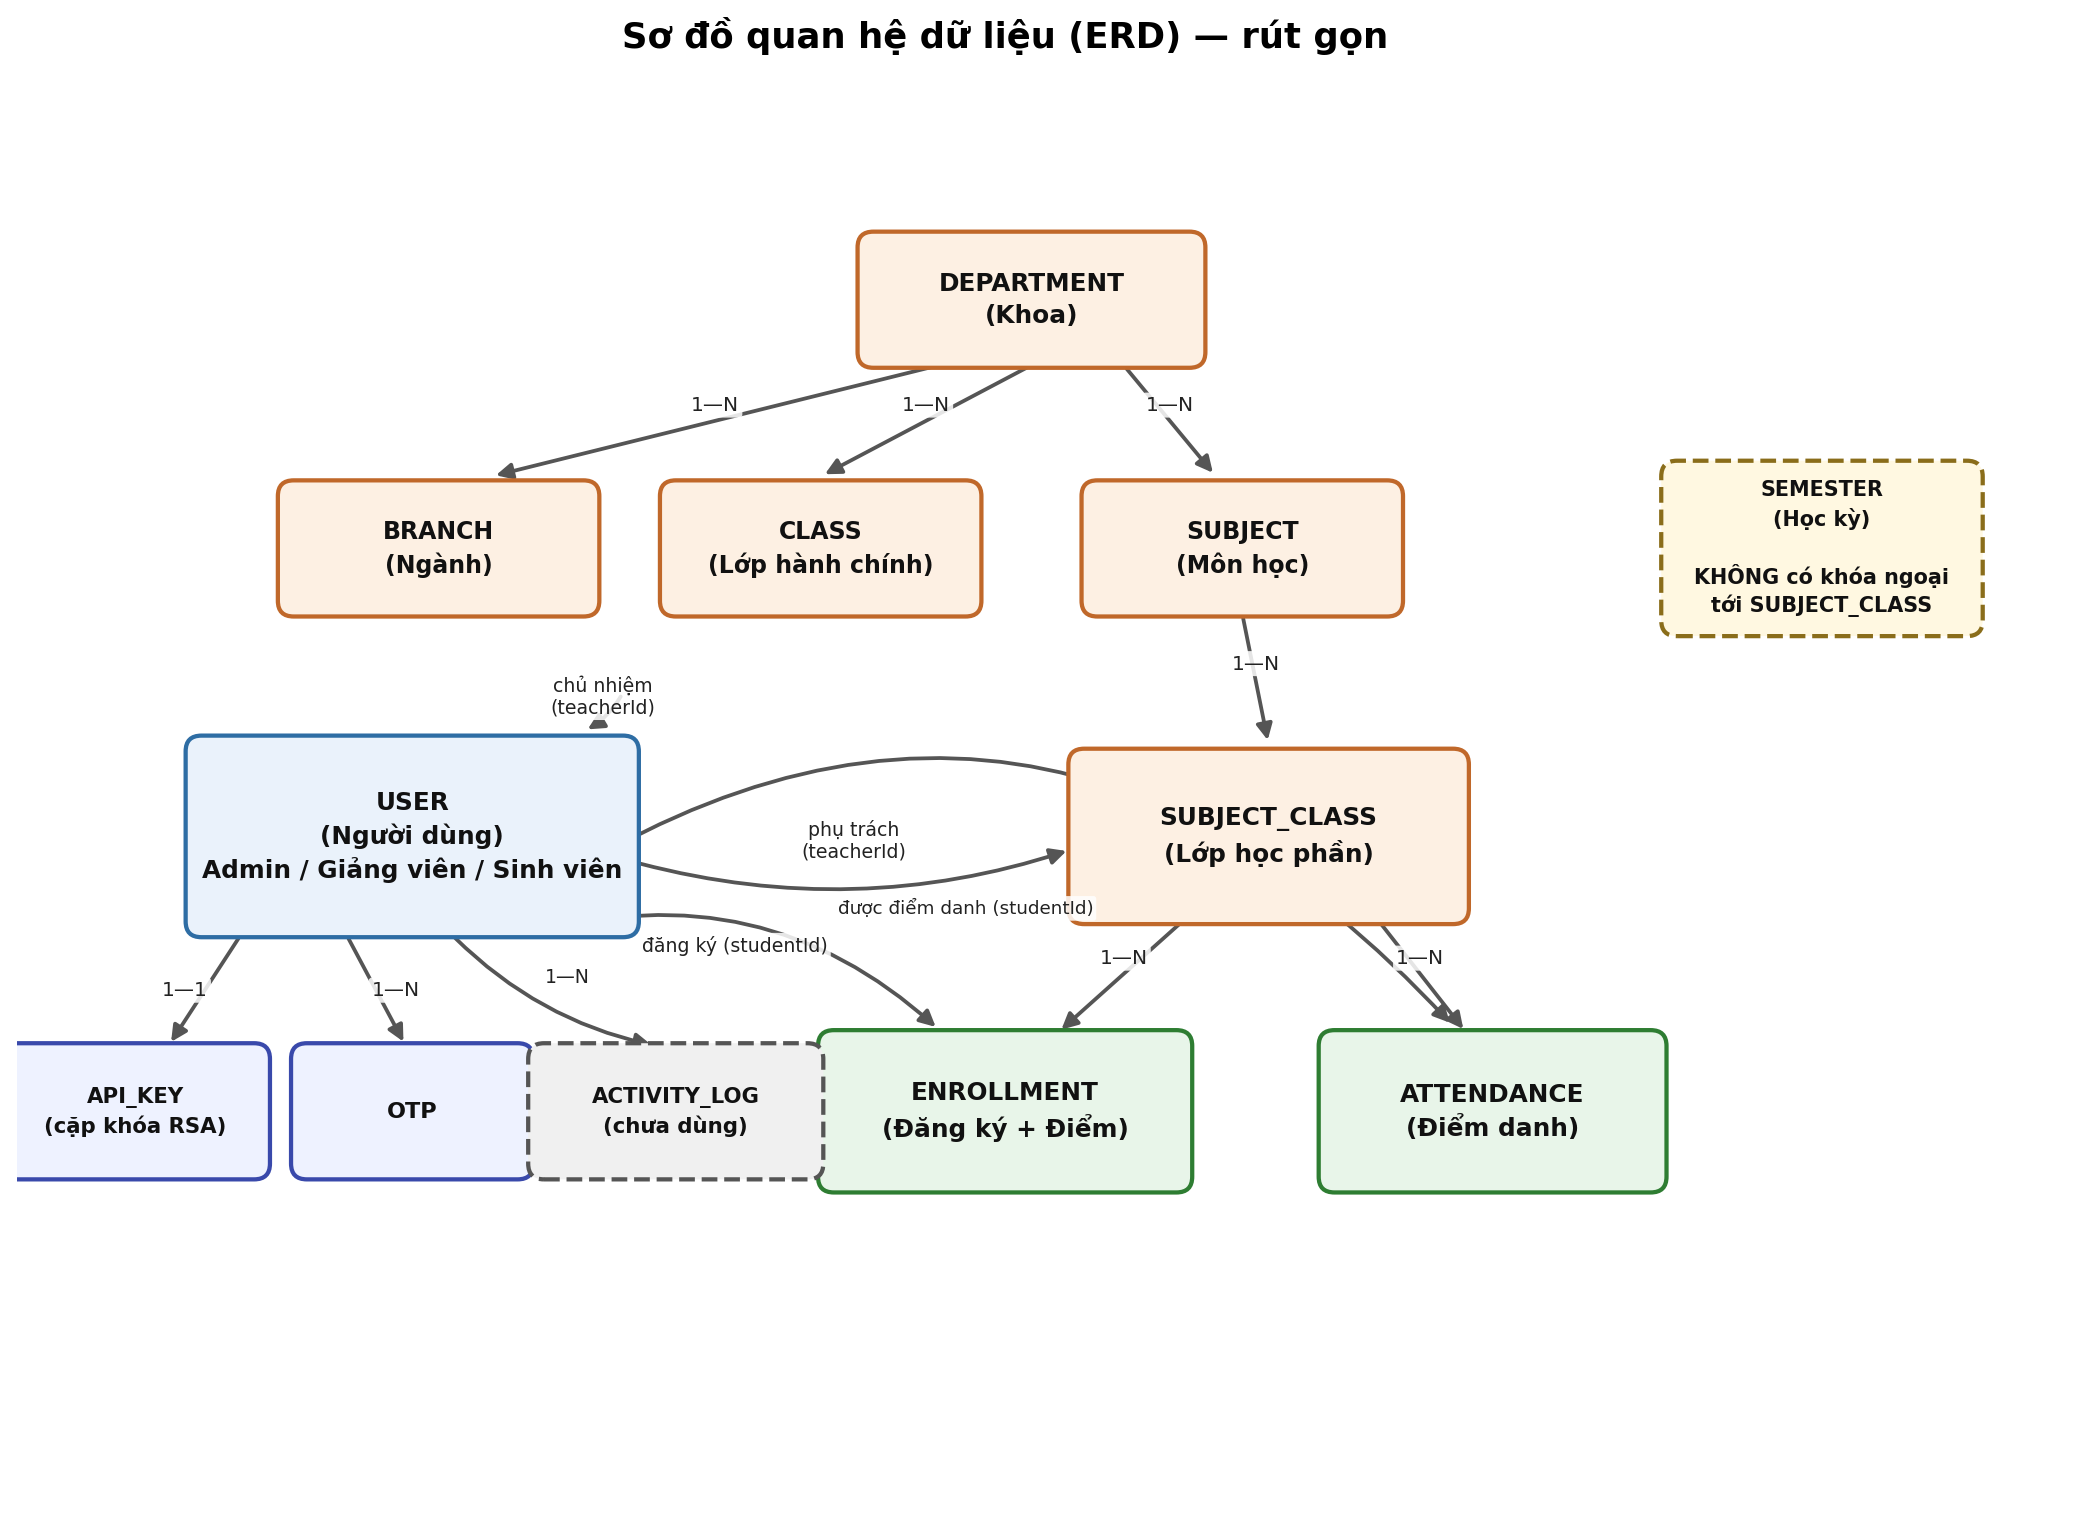 Sơ đồ quan hệ dữ liệu (ERD) — rút gọn
DEPARTMENT
(Khoa)
1—N
1—N
1—N
BRANCH
(Ngành)
CLASS
(Lớp hành chính)
SUBJECT
(Môn học)
SEMESTER
(Học kỳ)
KHÔNG có khóa ngoại
tới SUBJECT_CLASS
1—N
chủ nhiệm
(teacherId)
USER
(Người dùng)
Admin / Giảng viên / Sinh viên
phụ trách
(teacherId)
SUBJECT_CLASS
(Lớp học phần)
được điểm danh (studentId)
đăng ký (studentId)
1—N
1—N
1—1
1—N
1—N
API_KEY
(cặp khóa RSA)
OTP
ACTIVITY_LOG
(chưa dùng)
ENROLLMENT
(Đăng ký + Điểm)
ATTENDANCE
(Điểm danh)